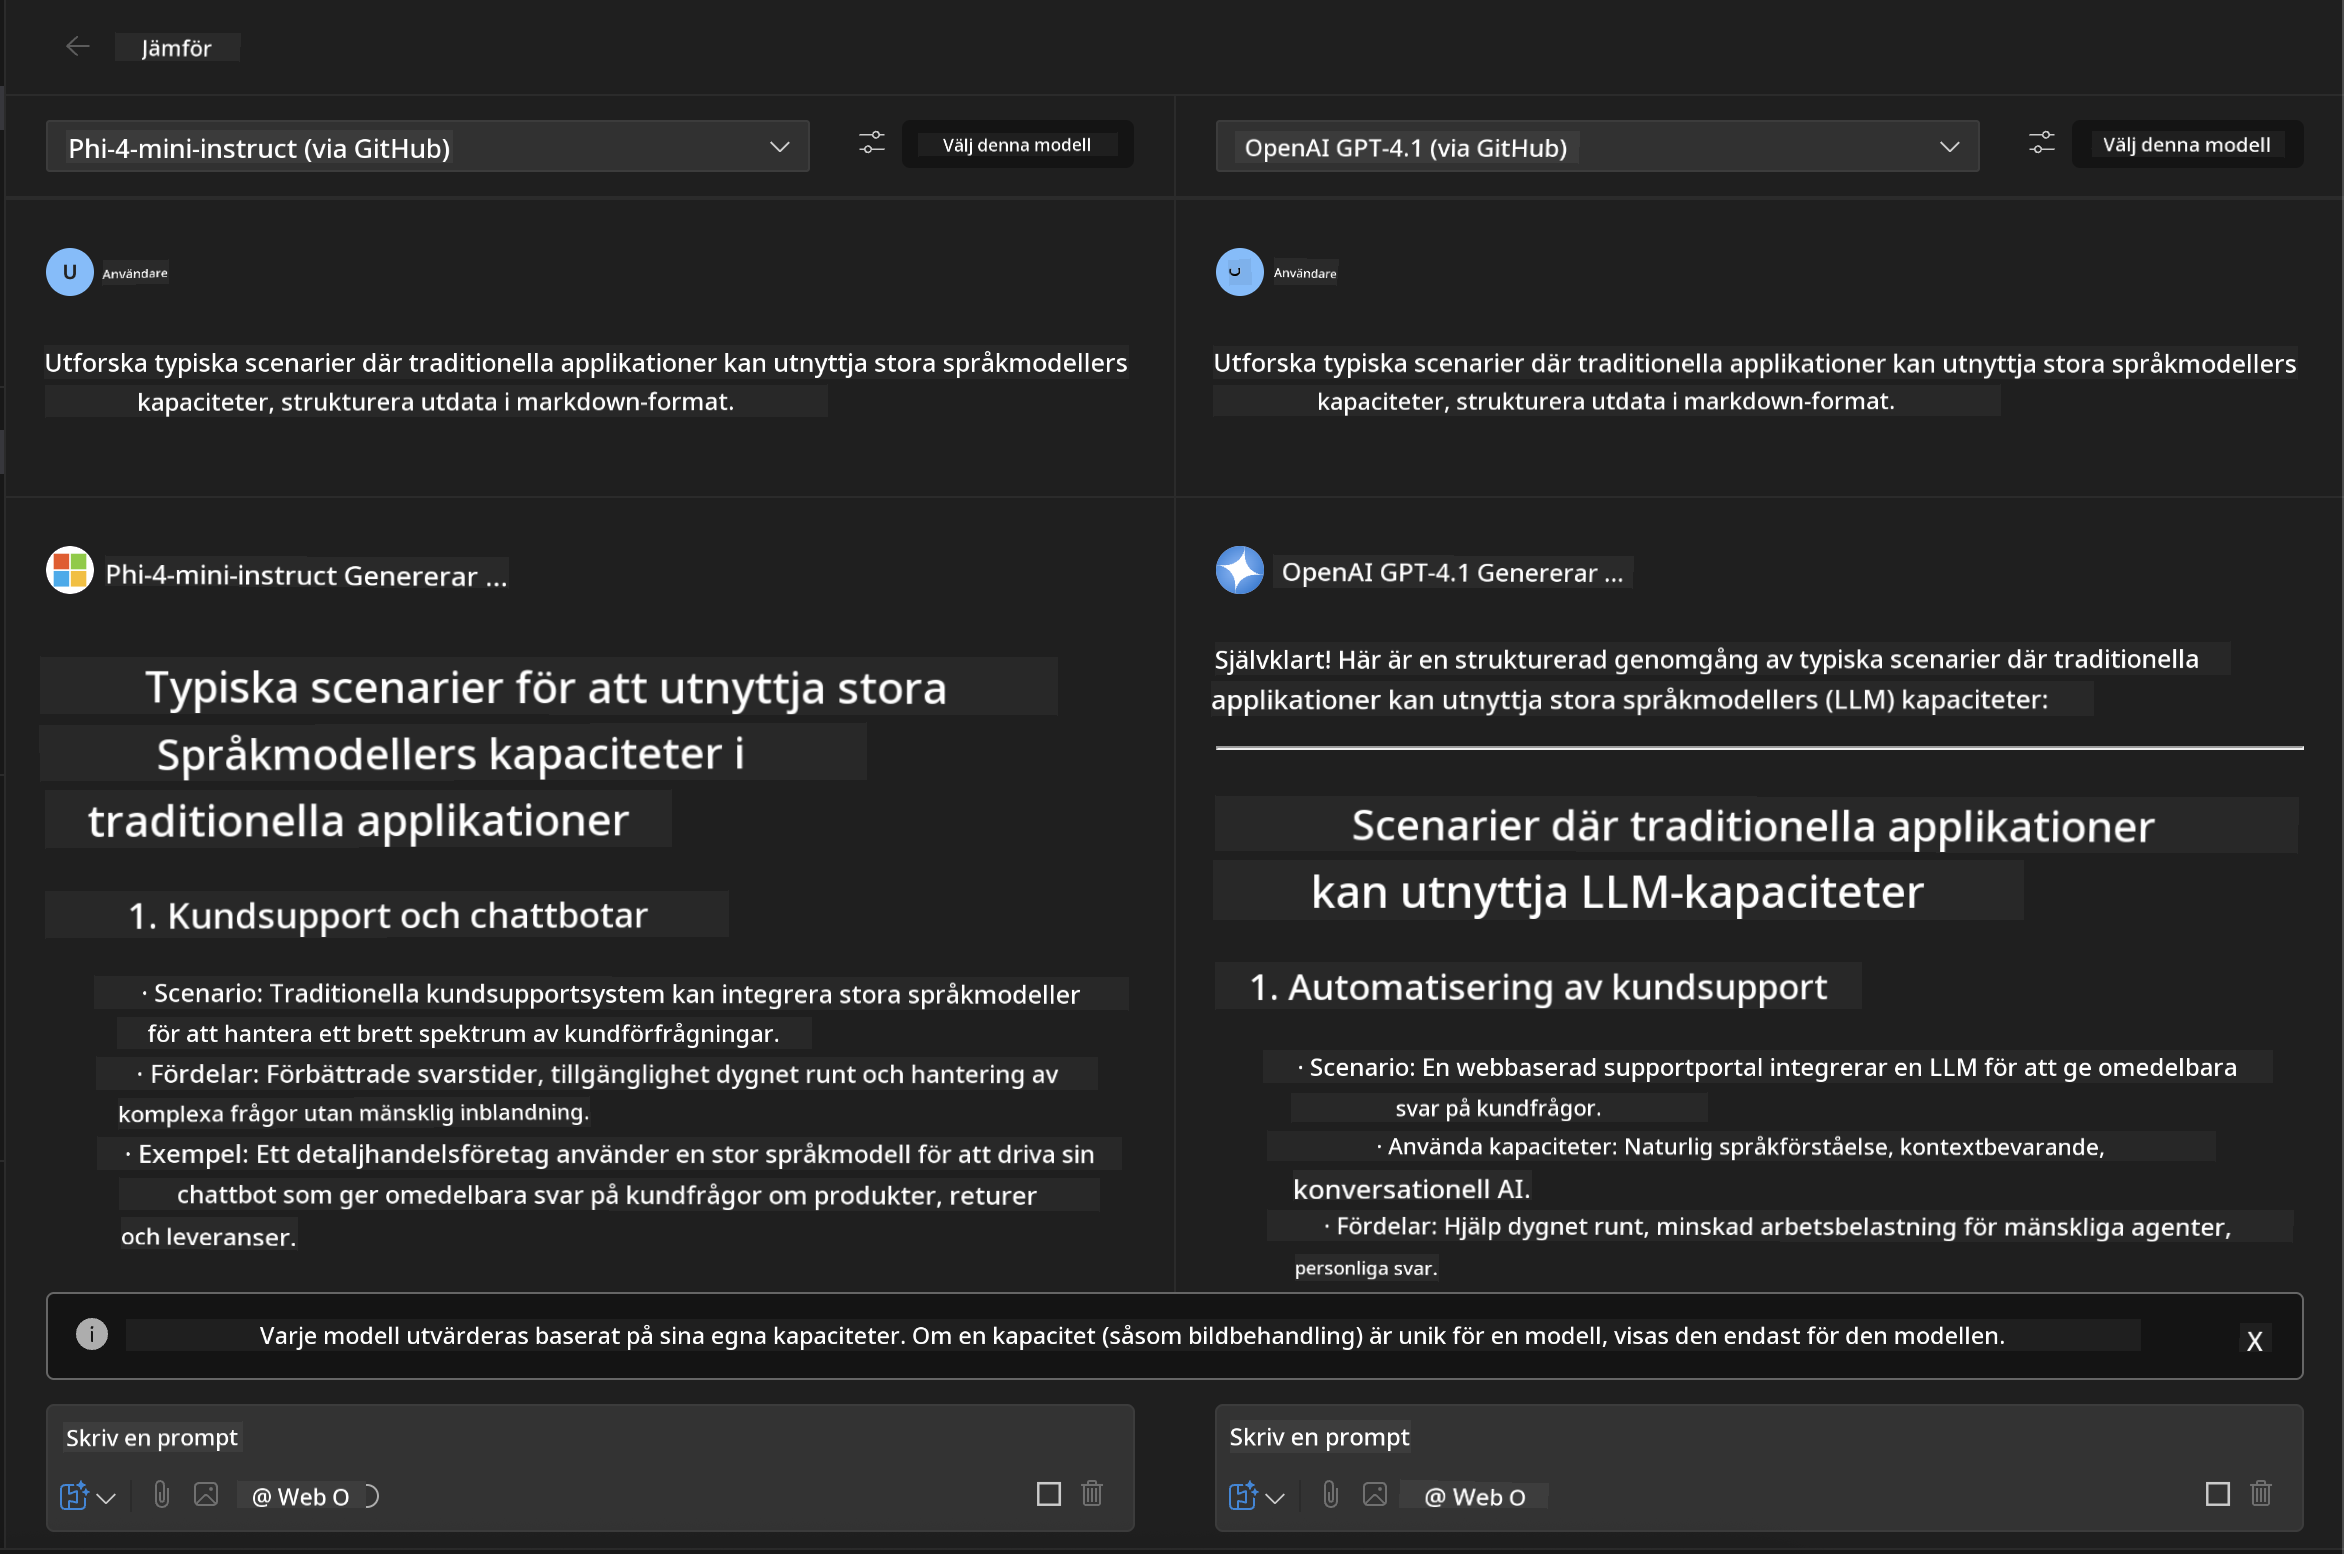 Jämför
Phi-4-mini-instruct (via GitHub)
Välj denna modell
U
Användare
Utforska typiska scenarier där traditionella applikationer kan utnyttja stora språkmodellers
kapaciteter, strukturera utdata i markdown-format.
Phi-4-mini-instruct Genererar ...
Typiska scenarier för att utnyttja stora
Språkmodellers kapaciteter i
traditionella applikationer
1. Kundsupport och chattbotar
· Scenario: Traditionella kundsupportsystem kan integrera stora språkmodeller
för att hantera ett brett spektrum av kundförfrågningar.
· Fördelar: Förbättrade svarstider, tillgänglighet dygnet runt och hantering av
komplexa frågor utan mänsklig inblandning.
· Exempel: Ett detaljhandelsföretag använder en stor språkmodell för att driva sin
chattbot som ger omedelbara svar på kundfrågor om produkter, returer
och leveranser.
OpenAI GPT-4.1 (via GitHub)
Välj denna modell
Användare
Utforska typiska scenarier där traditionella applikationer kan utnyttja stora språkmodellers
kapaciteter, strukturera utdata i markdown-format.
OpenAI GPT-4.1 Genererar ...
Självklart! Här är en strukturerad genomgång av typiska scenarier där traditionella
applikationer kan utnyttja stora språkmodellers (LLM) kapaciteter:
Scenarier där traditionella applikationer
kan utnyttja LLM-kapaciteter
1. Automatisering av kundsupport
· Scenario: En webbaserad supportportal integrerar en LLM för att ge omedelbara
svar på kundfrågor.
· Använda kapaciteter: Naturlig språkförståelse, kontextbevarande,
konversationell AI.
· Fördelar: Hjälp dygnet runt, minskad arbetsbelastning för mänskliga agenter,
personliga svar.
Varje modell utvärderas baserat på sina egna kapaciteter. Om en kapacitet (såsom bildbehandling) är unik för en modell, visas den endast för den modellen.
X
Skriv en prompt
@ Web O
Skriv en prompt
@ Web O